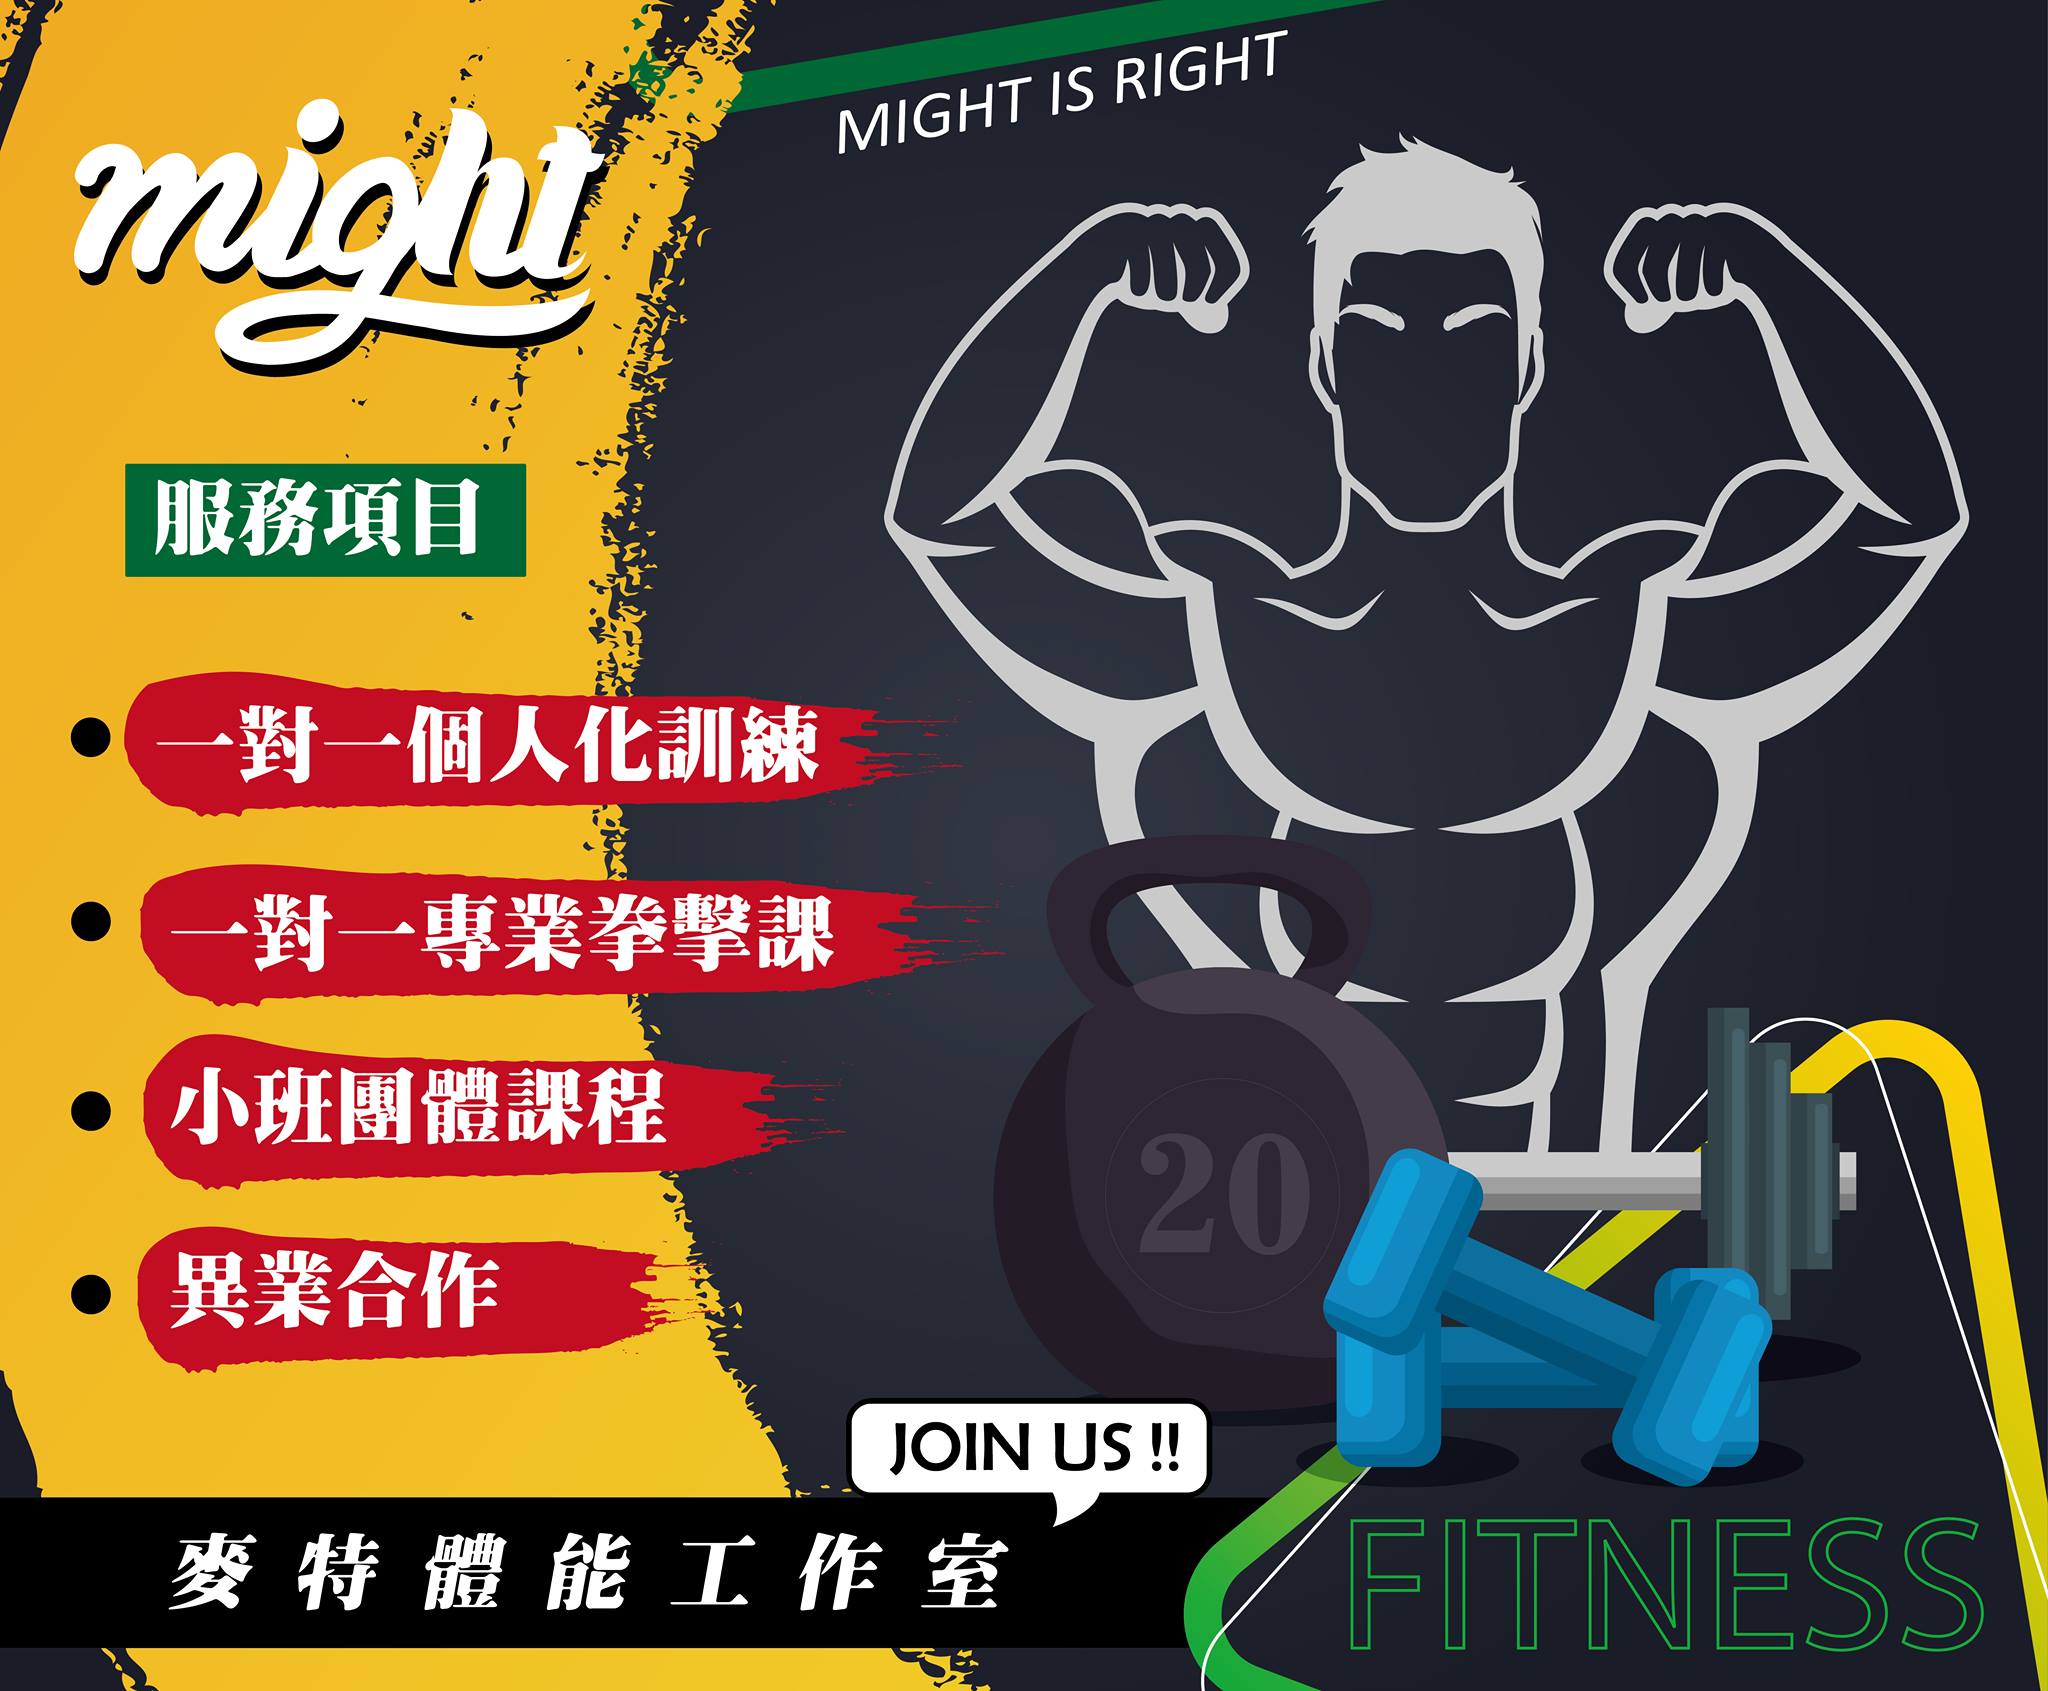 MIGHT IS RIGHT
might
服務項目
一對一個人化訓練
一對一專業拳擊課
小班團體課程
異業合作
20
JOIN US !!
麥特體能工作室
FITNESS